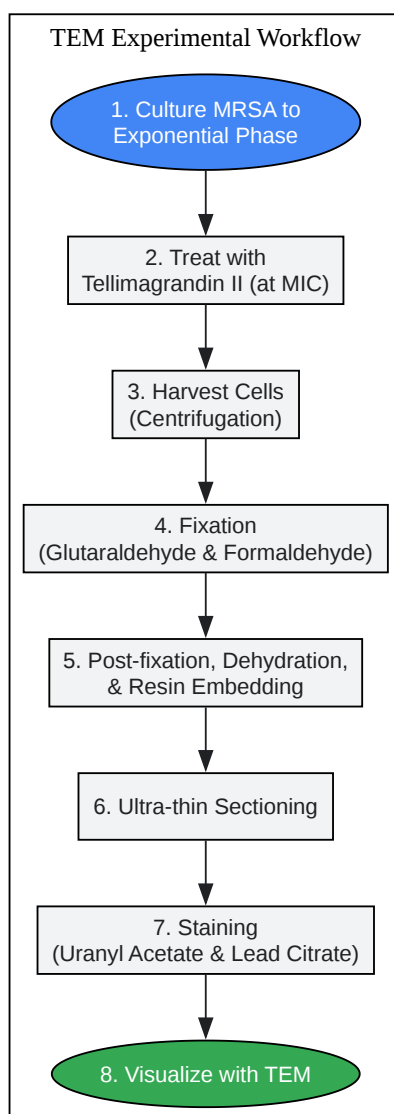 TEM Experimental Workflow
1. Culture MRSA to
Exponential Phase
2. Treat with
Tellimagrandin II (at MIC)
3. Harvest Cells
(Centrifugation)
4. Fixation
(Glutaraldehyde & Formaldehyde)
5. Post-fixation, Dehydration,
& Resin Embedding
6. Ultra-thin Sectioning
7. Staining
(Uranyl Acetate & Lead Citrate)
8. Visualize with TEM